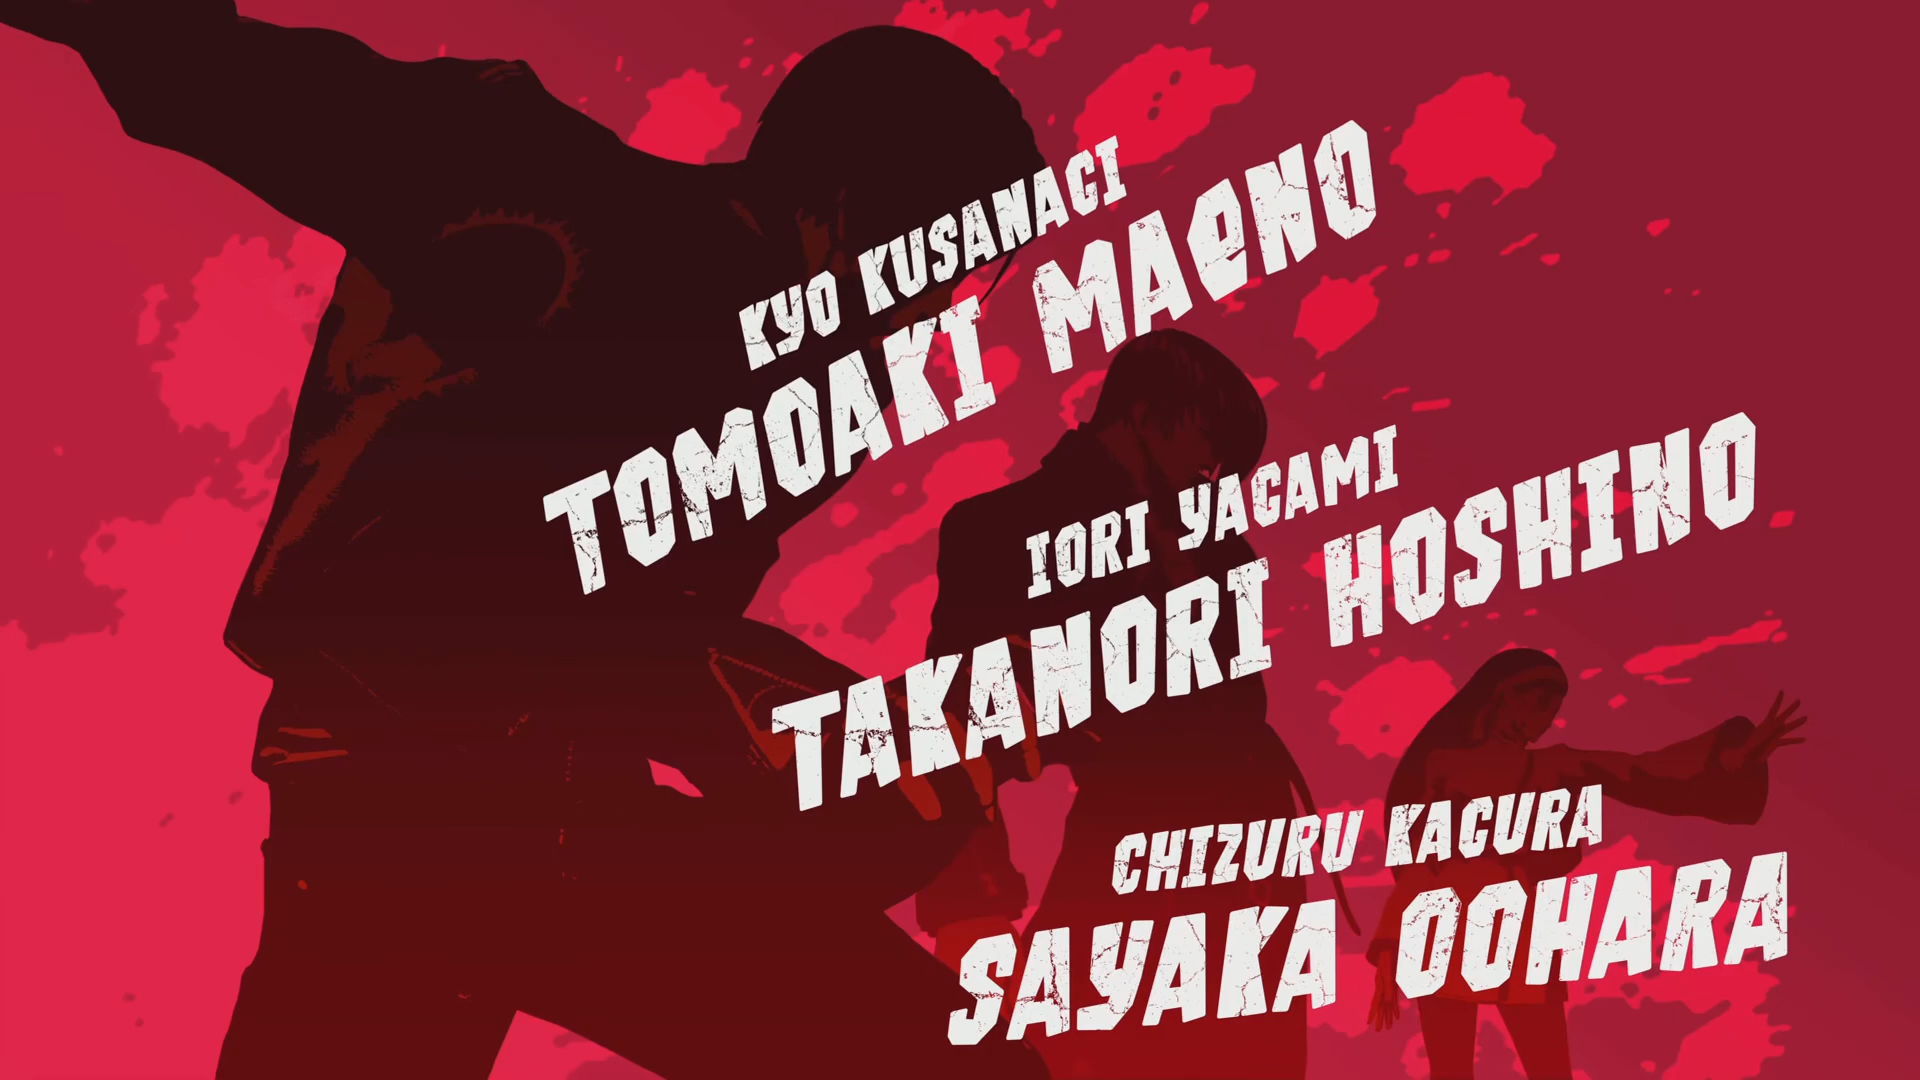 KYO KUSANAGI
TOMOAKI MAENO
IORI YAGAMI
TAKANORI HOSHINO
CHIZURU KAGURA
SAYAKA OOHARA